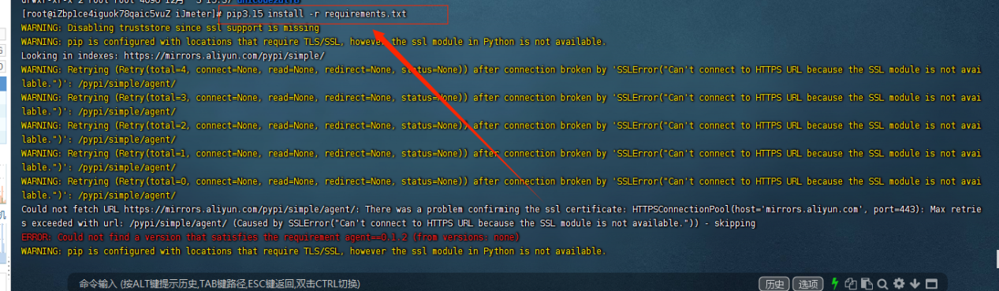 [root@iZbp1ce4iguok78qaic5vuZ iJmeter]# pip3.15 install -r requirements.txt
WARNING: Disabling truststore since ssl support is missing
WARNING: pip is configured with locations that require TLS/SSL, however the ssl module in Python is not available.
Looking in indexes: https://mirrors.aliyun.com/pypi/simple/
WARNING: Retrying (Retry(total=4, connect=None, read=None, redirect=None, status=None)) after connection broken by 'SSLError("Can't connect to HTTPS URL because the SSL module is not avai
lable.")': /pypi/simple/agent/
WARNING: Retrying (Retry(total=3, connect=None, read=None, redirect=None, status=None)) after connection broken by 'SSLError("Can't connect to HTTPS URL because the SSL module is not avai
lable.")': /pypi/simple/agent/
WARNING: Retrying (Retry(total=2, connect=None, read=None, redirect=None, status=None)) after connection broken by 'SSLError("Can't connect to HTTPS URL because the SSL module is not avai
lable.")': /pypi/simple/agent/
WARNING: Retrying (Retry(total=1, connect=None, read=None, redirect=None, status=None)) after connection broken by 'SSLError("Can't connect to HTTPS URL because the SSL module is not avai
lable.")': /pypi/simple/agent/
WARNING: Retrying (Retry(total=0, connect=None, read=None, redirect=None, status=None)) after connection broken by 'SSLError("Can't connect to HTTPS URL because the SSL module is not avai
lable.")': /pypi/simple/agent/
Could not fetch URL https://mirrors.aliyun.com/pypi/simple/agent/: There was a problem confirming the ssl certificate: HTTPSConnectionPool(host='mirrors.aliyun.com', port=443): Max retrie
s exceeded with url: /pypi/simple/agent/ (Caused by SSLError("Can't connect to HTTPS URL because the SSL module is not available.")) - skipping
ERROR: Could not find a version that satisfies the requirement agent==0.1.2 (from versions: none)
WARNING: pip is configured with locations that require TLS/SSL, however the ssl module in Python is not available.
命令输入 (按ALT键提示历史,TAB键路径,ESC键返回,双击CTRL切换)
历史 选项